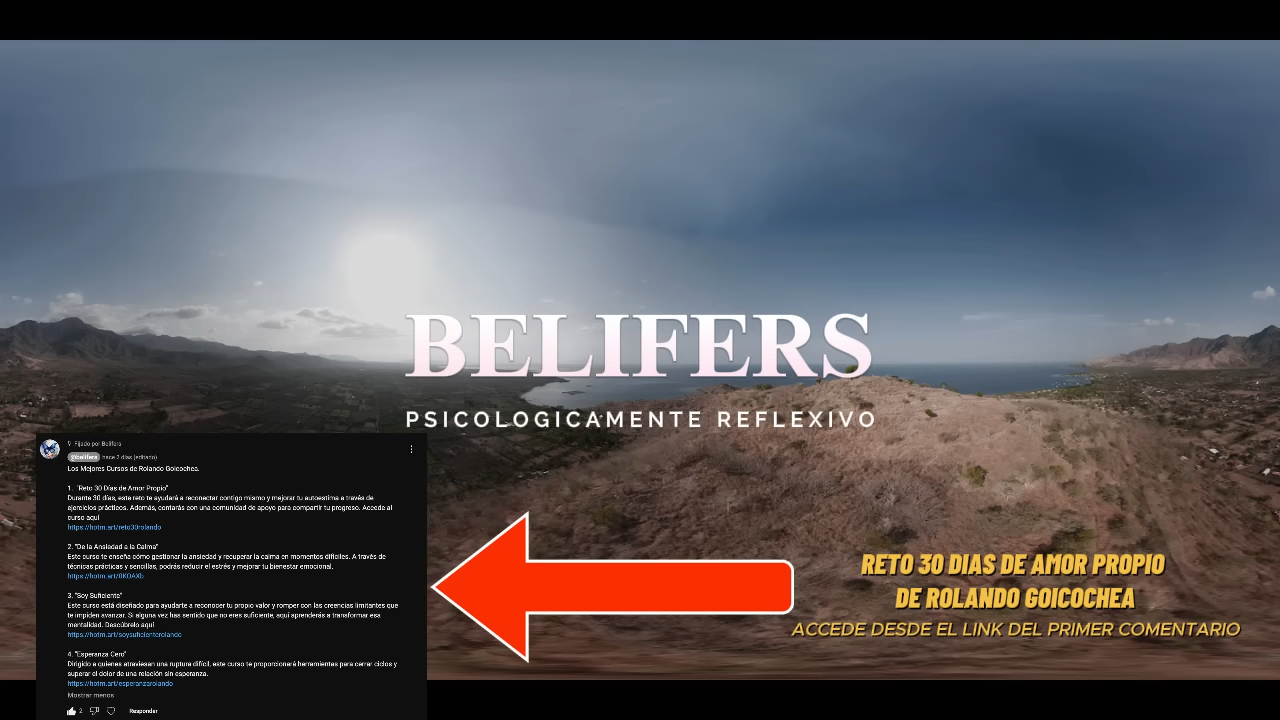 BELIFERS
PSICOLOGICAMENTE REFLEXIVO
Fijado por Belifers
@belifers hace 2 días (editado)
Los Mejores Cursos de Rolando Goicochea.
1. "Reto 30 Días de Amor Propio"
Durante 30 días, este reto te ayudará a reconectar contigo mismo y mejorar tu autoestima a través de
ejercicios prácticos. Además, contarás con una comunidad de apoyo para compartir tu progreso. Accede al
curso aquí
https://hotm.art/reto30rolando
2. "De la Ansiedad a la Calma"
Este curso te enseña cómo gestionar la ansiedad y recuperar la calma en momentos difíciles. A través de
técnicas prácticas y sencillas, podrás reducir el estrés y mejorar tu bienestar emocional.
https://hotm.art/0KOAXb
3. "Soy Suficiente"
Este curso está diseñado para ayudarte a reconocer tu propio valor y romper con las creencias limitantes que
te impiden avanzar. Si alguna vez has sentido que no eres suficiente, aquí aprenderás a transformar esa
mentalidad. Descúbrelo aquí
https://hotm.art/soysuficienterolando
4. "Esperanza Cero"
Dirigido a quienes atraviesan una ruptura difícil, este curso te proporcionará herramientas para cerrar ciclos y
superar el dolor de una relación sin esperanza.
https://hotm.art/esperanzarolando
Mostrar menos
2
Responder
RETO 30 DIAS DE AMOR PROPIO
DE ROLANDO GOICOCHEA
ACCEDE DESDE EL LINK DEL PRIMER COMENTARIO